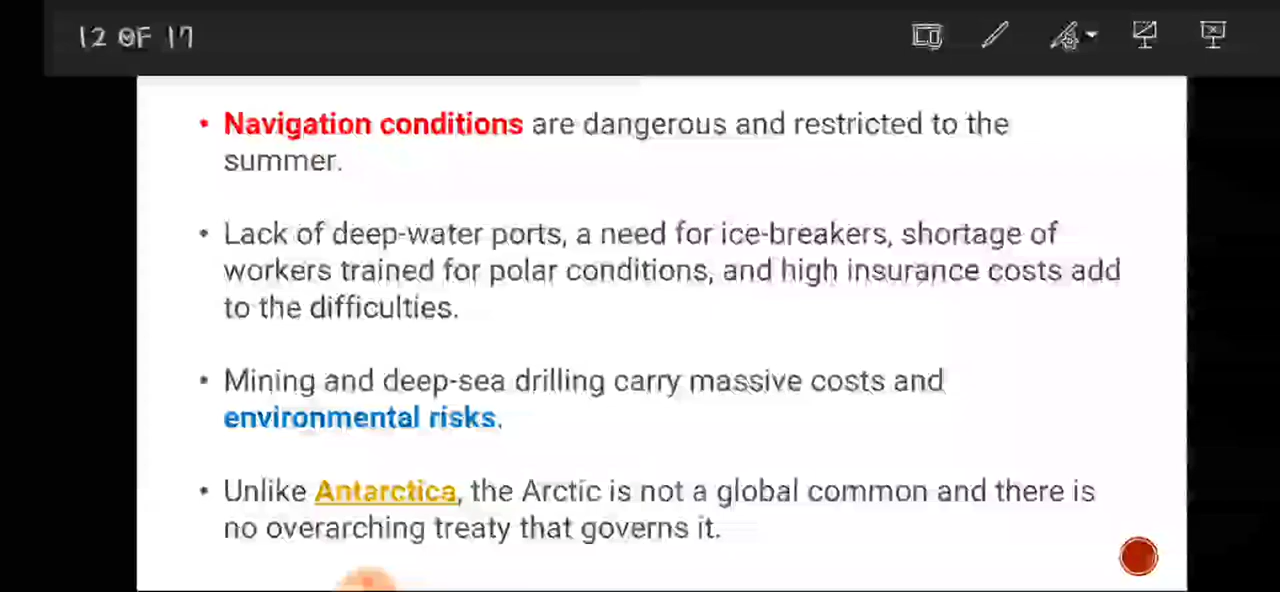 12 OF 17
• Navigation conditions are dangerous and restricted to the
summer.
• Lack of deep-water ports, a need for ice-breakers, shortage of
workers trained for polar conditions, and high insurance costs add
to the difficulties.
• Mining and deep-sea drilling carry massive costs and
environmental risks.
• Unlike Antarctica, the Arctic is not a global common and there is
no overarching treaty that governs it.